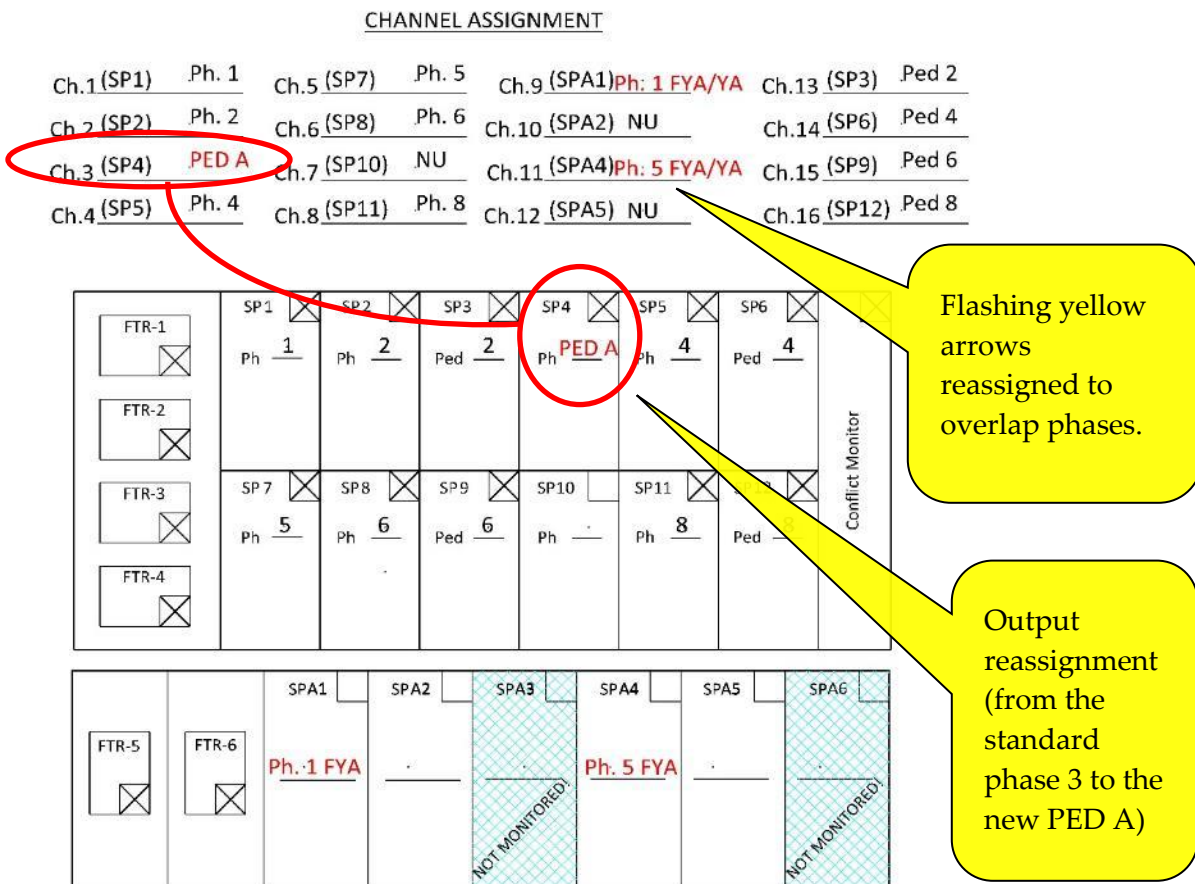 CHANNEL ASSIGNMENT
Ch.1 (SP1) Ph. 1 Ch.5 (SP7) Ph. 5 Ch.9 (SPA1) Ph: 1 FYA/YA Ch.13 (SP3) Ped 2
Ch.2 (SP2) Ph. 2 Ch.6 (SP8) Ph. 6 Ch.10 (SPA2) NU Ch.14 (SP6) Ped 4
Ch.3 (SP4) PED A Ch.7 (SP10) NU Ch.11 (SPA4) Ph: 5 FYA/YA Ch.15 (SP9) Ped 6
Ch.4 (SP5) Ph. 4 Ch.8 (SP11) Ph. 8 Ch.12 (SPA5) NU Ch.16 (SP12) Ped 8
Flashing yellow
arrows
reassigned to
overlap phases.
FTR-1
FTR-2
FTR-3
FTR-4
SP1 SP2 SP3 SP4 SP5 SP6
Ph 1 Ph 2 Ped 2 Ph PED A Ph 4 Ped 4
SP7 SP8 SP9 SP10 SP11 SP12
Ph 5 Ph 6 Ped 6 Ph Ph 8 Ped 8
Conflict Monitor
Output
reassignment
(from the
standard
phase 3 to the
new PED A)
SPA1 SPA2 SPA3 SPA4 SPA5 SPA6
FTR-5 FTR-6
Ph. 1 FYA Ph. 5 FYA
NOT MONITORED!
NOT MONITORED!